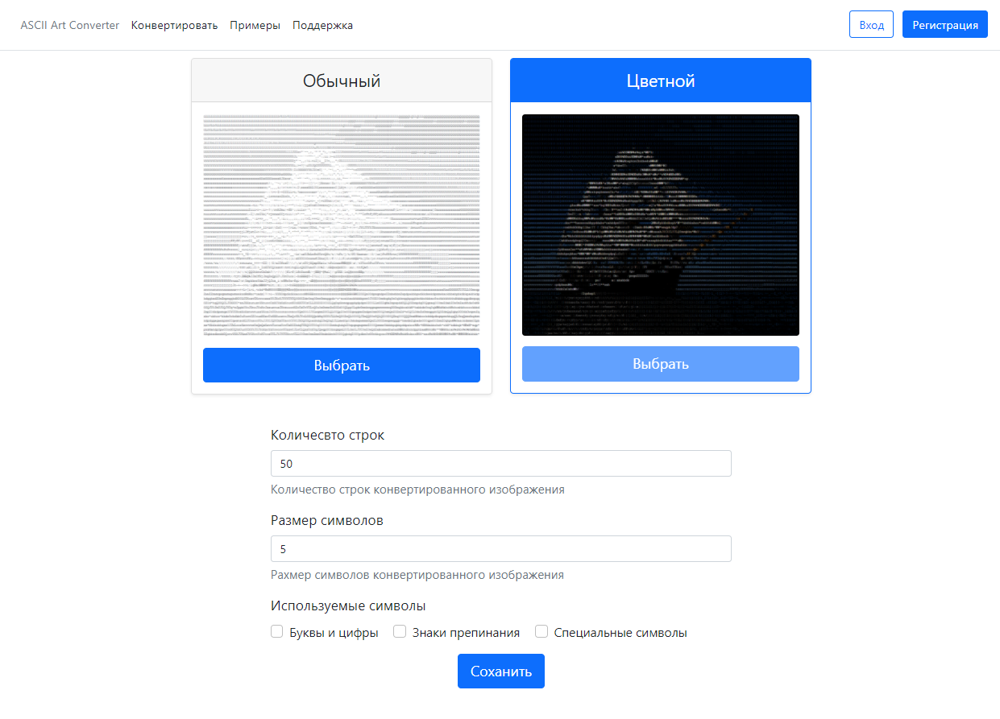 ASCII Art Converter Конвертировать Примеры Поддержка Вход Регистрация
Обычный
Цветной
Выбрать
Выбрать
Количесвто строк
50
Количество строк конвертированного изображения
Размер символов
5
Рахмер символов конвертированного изображения
Используемые символы
Буквы и цифры Знаки препинания Специальные символы
Соханить